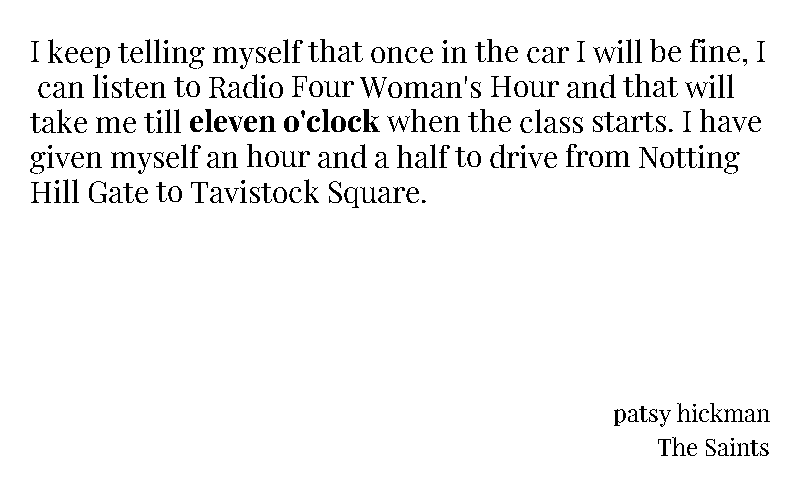 I keep telling myself that once in the car I will be fine, I
can listen to Radio Four Woman's Hour and that will
take me till eleven o'clock when the class starts. I have
given myself an hour and a half to drive from Notting
Hill Gate to Tavistock Square.
patsy hickman
The Saints